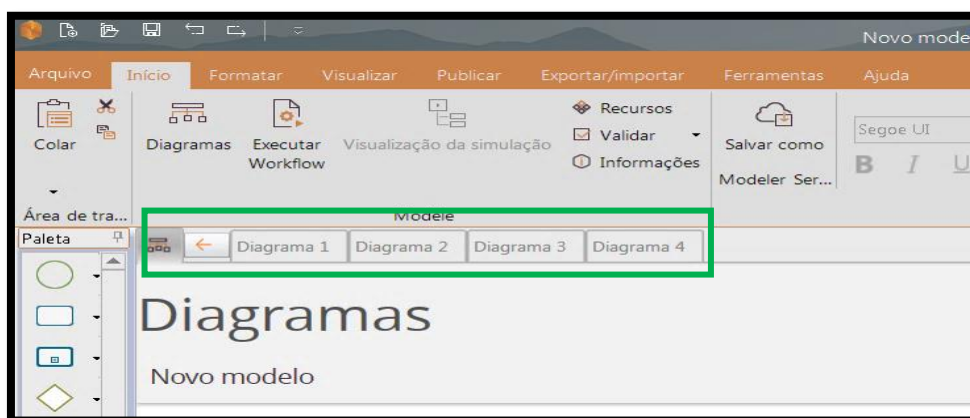 Novo mode
Arquivo Início Formatar Visualizar Publicar Exportar/importar Ferramentas Ajuda
Colar
Área de tra...
Diagramas
Executar
Workflow
Visualização da simulação
Recursos
Validar
Informações
Modele
Salvar como
Modeler Ser...
Segoe UI
B I U
Paleta
Diagrama 1 Diagrama 2 Diagrama 3 Diagrama 4
Diagramas
Novo modelo